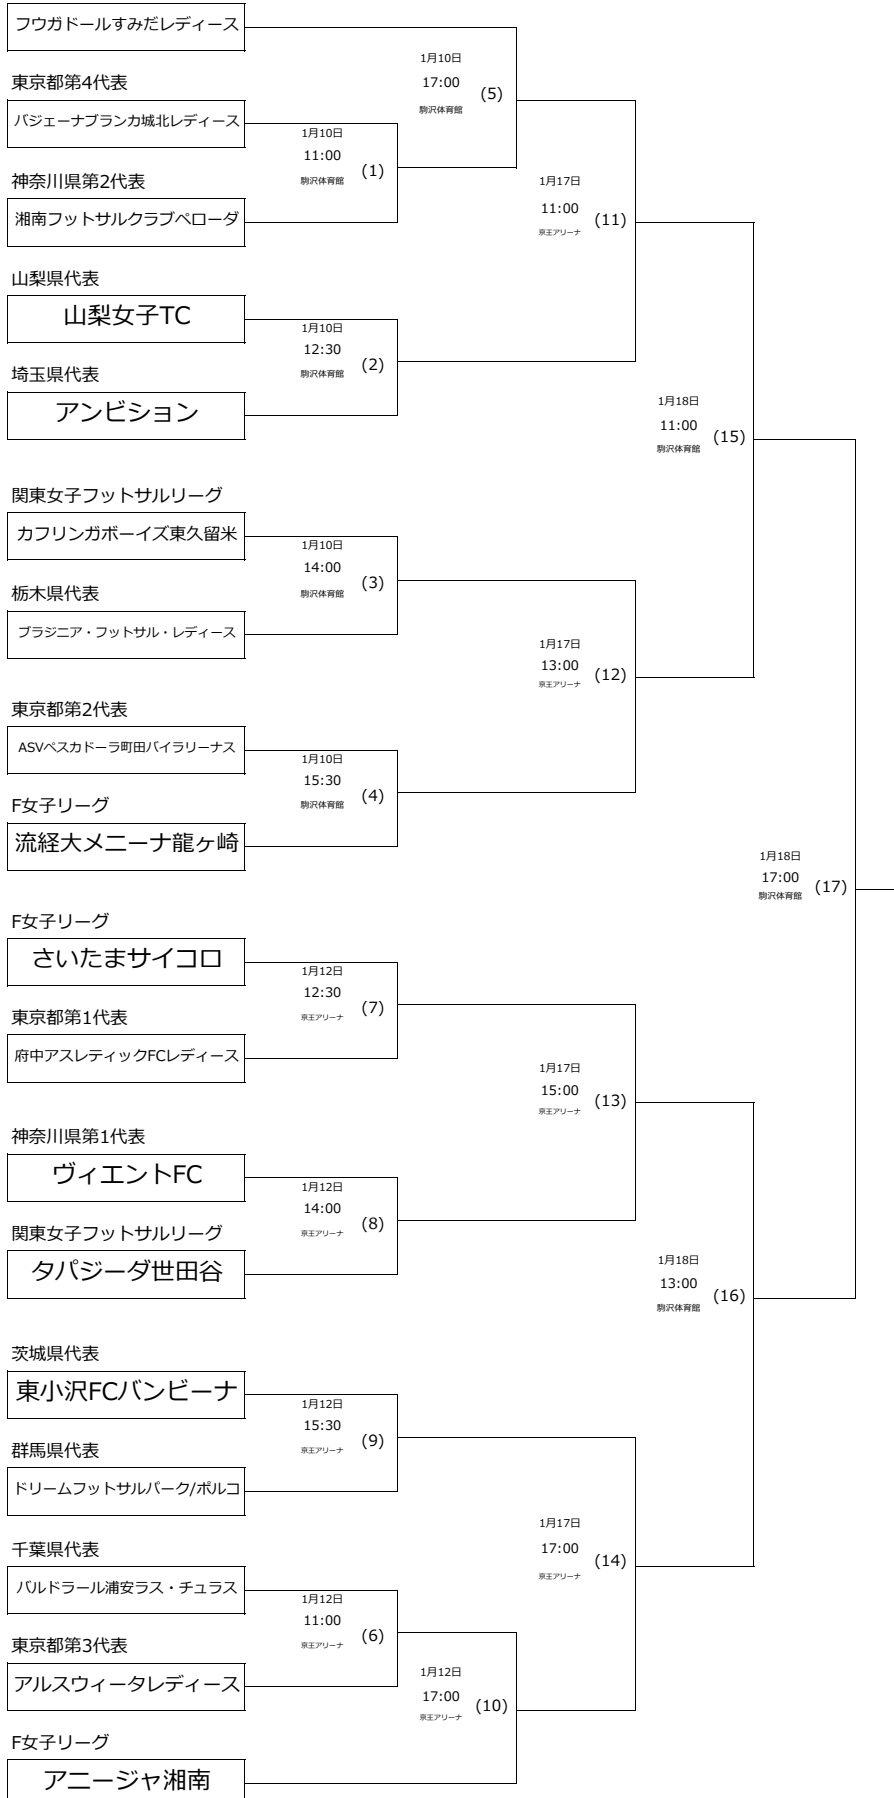 フウガドールすみだレディース
1月10日
17:00
駒沢体育館
(5)
東京都第4代表
バジェーナブランカ城北レディース
1月10日
11:00
駒沢体育館
(1)
神奈川県第2代表
湘南フットサルクラブペローダ
1月17日
11:00
京王アリーナ
(11)
山梨県代表
山梨女子TC
1月10日
12:30
駒沢体育館
(2)
埼玉県代表
アンビション
1月18日
11:00
駒沢体育館
(15)
関東女子フットサルリーグ
カフリンガボーイズ東久留米
1月10日
14:00
駒沢体育館
(3)
栃木県代表
ブラジニア・フットサル・レディース
1月17日
13:00
京王アリーナ
(12)
東京都第2代表
ASVペスカドーラ町田バイラリーナス
1月10日
15:30
駒沢体育館
(4)
F女子リーグ
流経大メニーナ龍ヶ崎
1月18日
17:00
駒沢体育館
(17)
F女子リーグ
さいたまサイコロ
1月12日
12:30
京王アリーナ
(7)
東京都第1代表
府中アスレティックFCレディース
1月17日
15:00
京王アリーナ
(13)
神奈川県第1代表
ヴィエントFC
1月12日
14:00
京王アリーナ
(8)
関東女子フットサルリーグ
タパジーダ世田谷
1月18日
13:00
駒沢体育館
(16)
茨城県代表
東小沢FCバンビーナ
1月12日
15:30
京王アリーナ
(9)
群馬県代表
ドリームフットサルパーク/ポルコ
1月17日
17:00
京王アリーナ
(14)
千葉県代表
バルドラール浦安ラス・チュラス
1月12日
11:00
京王アリーナ
(6)
東京都第3代表
アルスウィータレディース
1月12日
17:00
京王アリーナ
(10)
F女子リーグ
アニージャ湘南